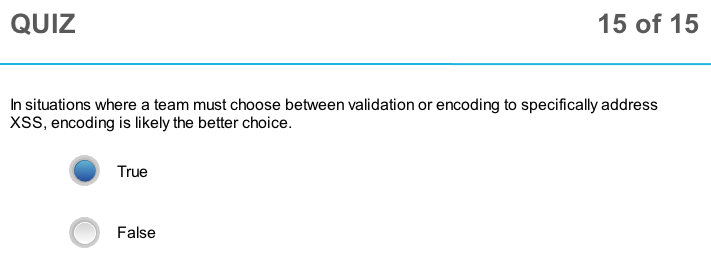 QUIZ 15 of 15
In situations where a team must choose between validation or encoding to specifically address
XSS, encoding is likely the better choice.
True
False